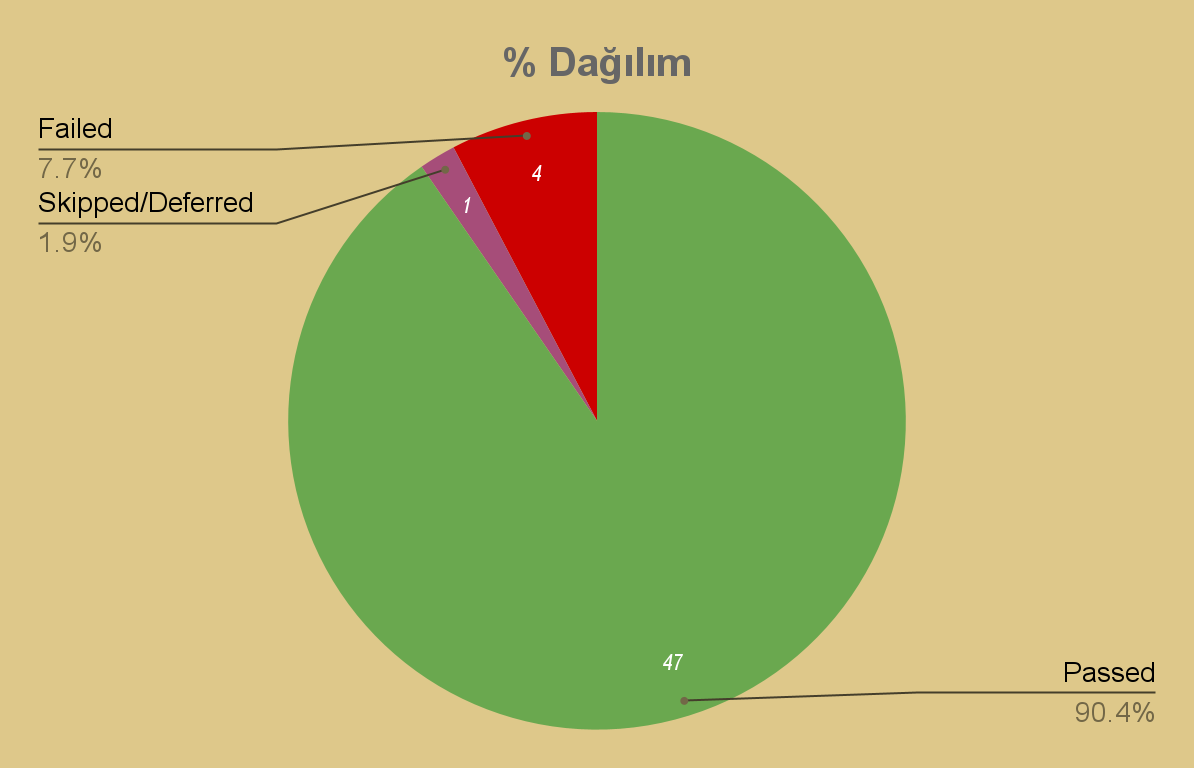 % Dağılım
Failed
7.7%
Skipped/Deferred
1.9%
4
1
47
Passed
90.4%